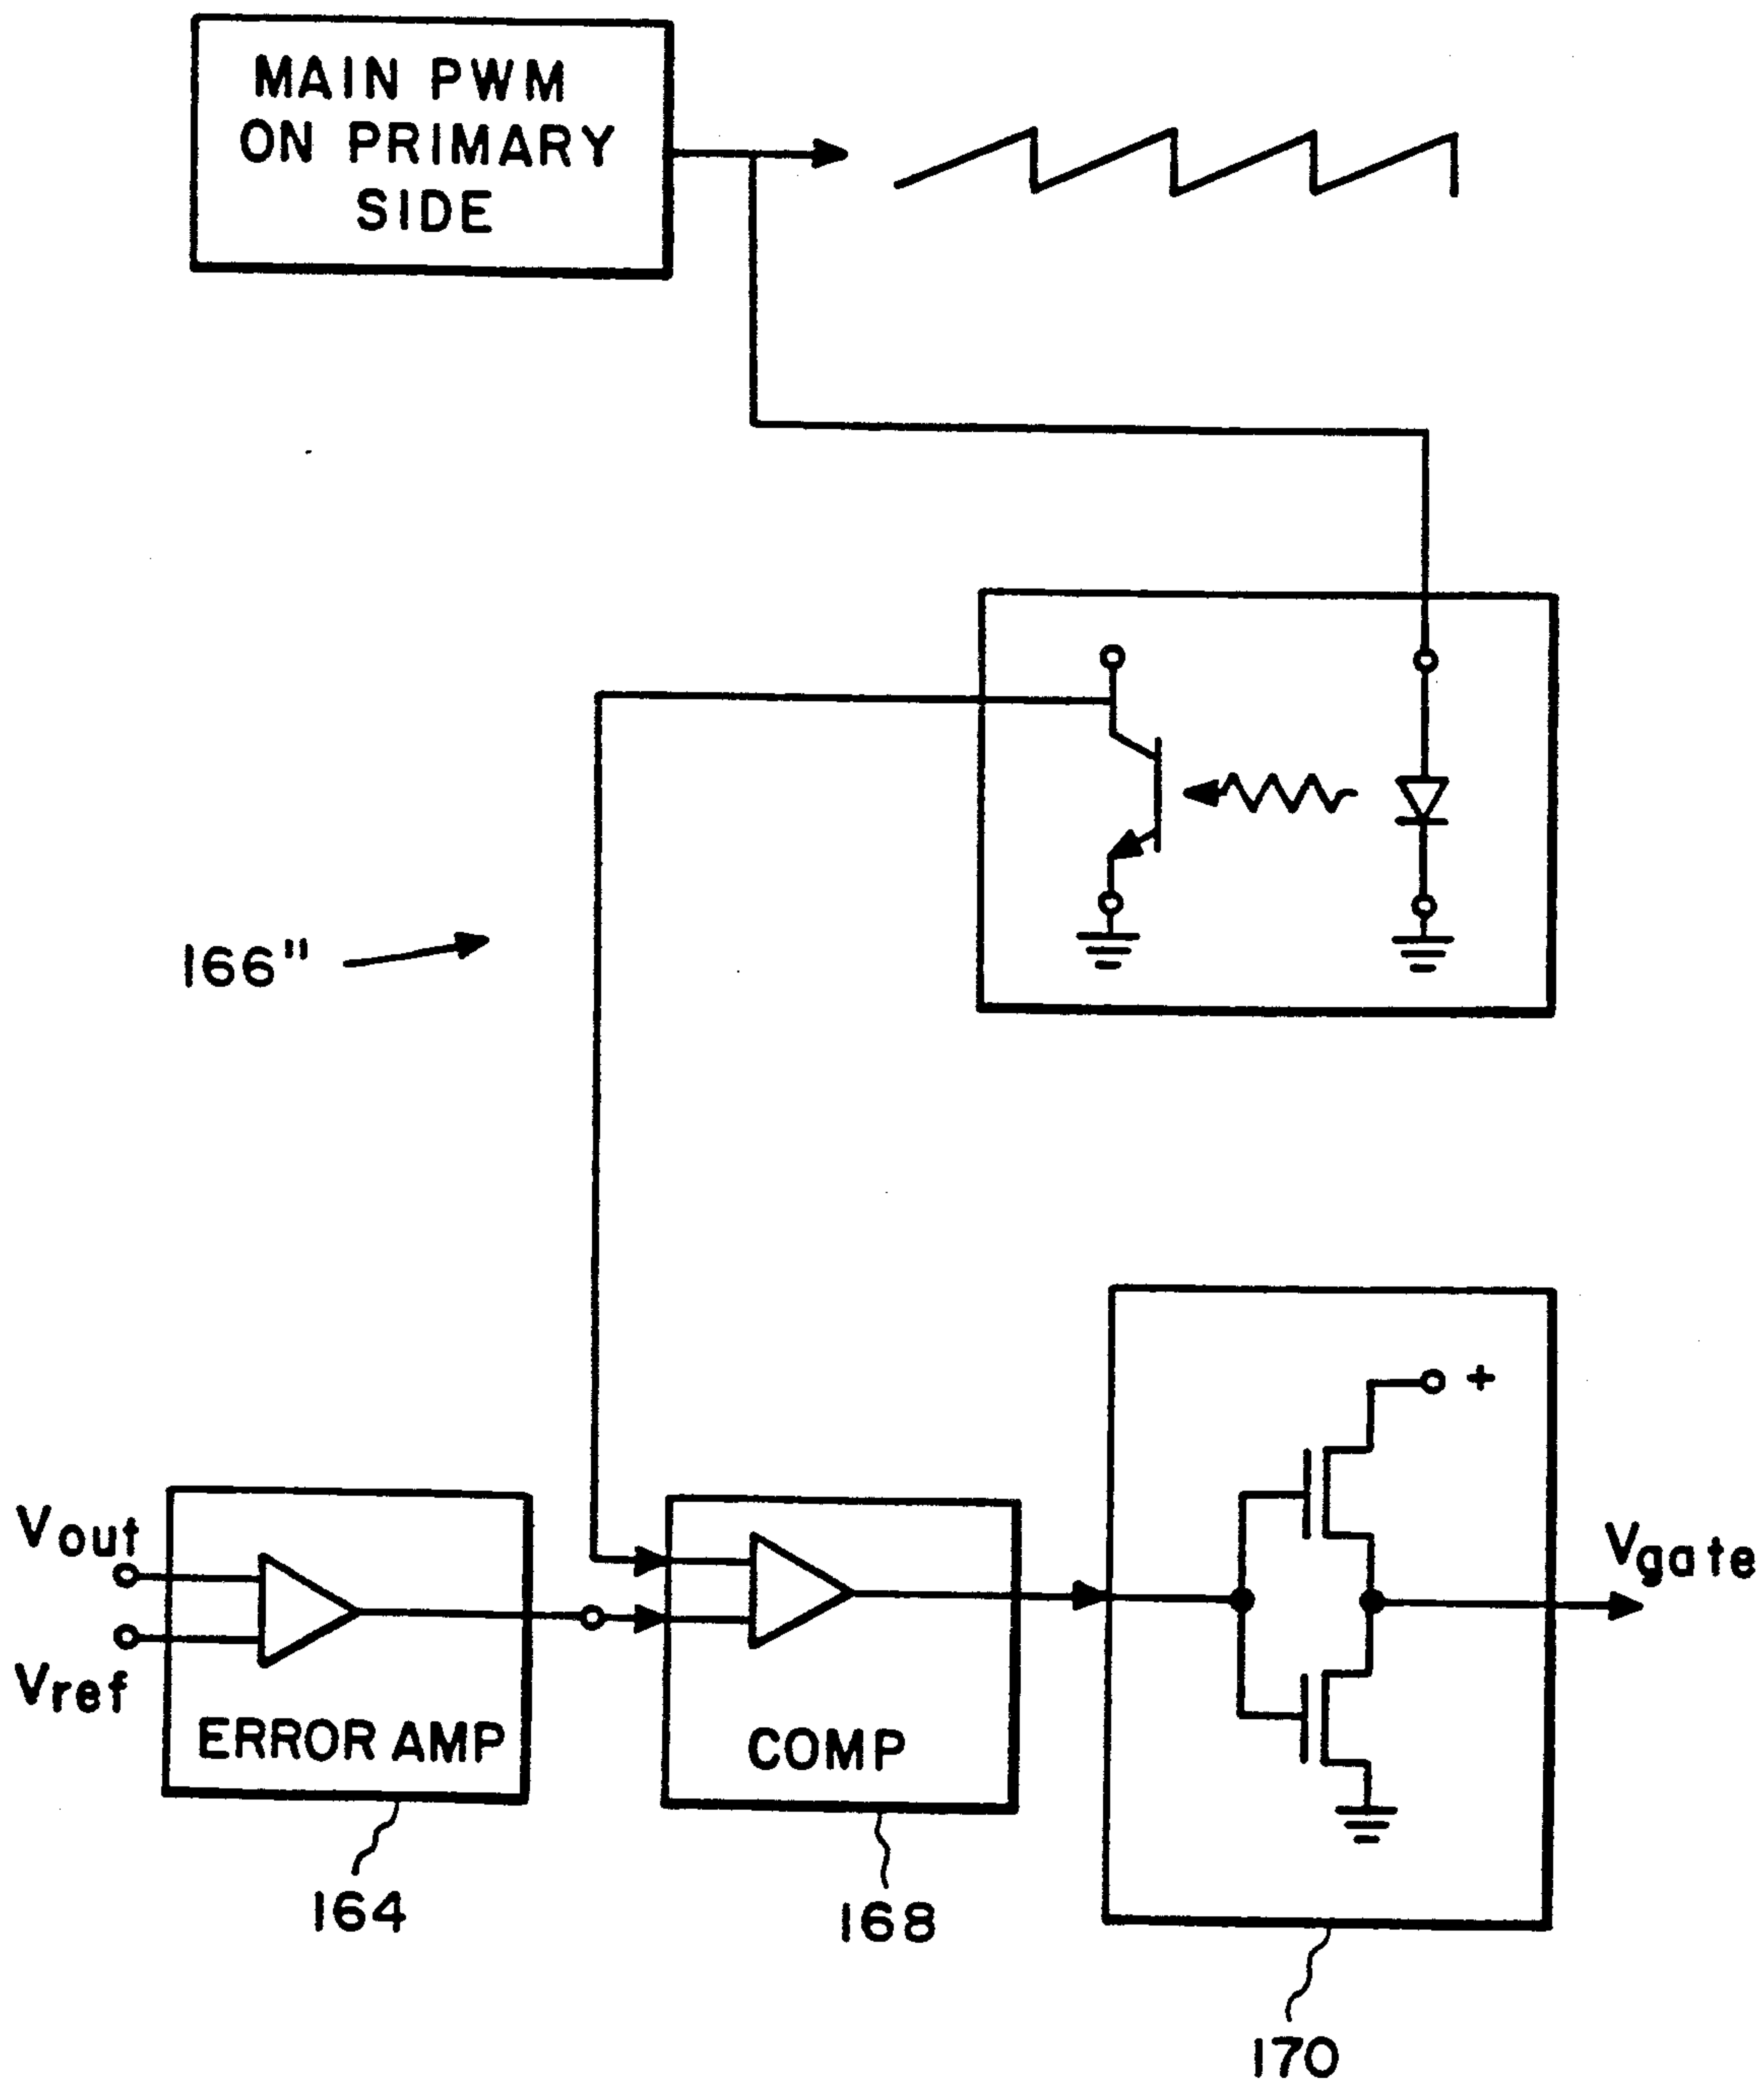 MAIN PWM
ON PRIMARY
SIDE
166"
+
Vout
Vref
Vgate
ERROR AMP
COMP
164
168
170